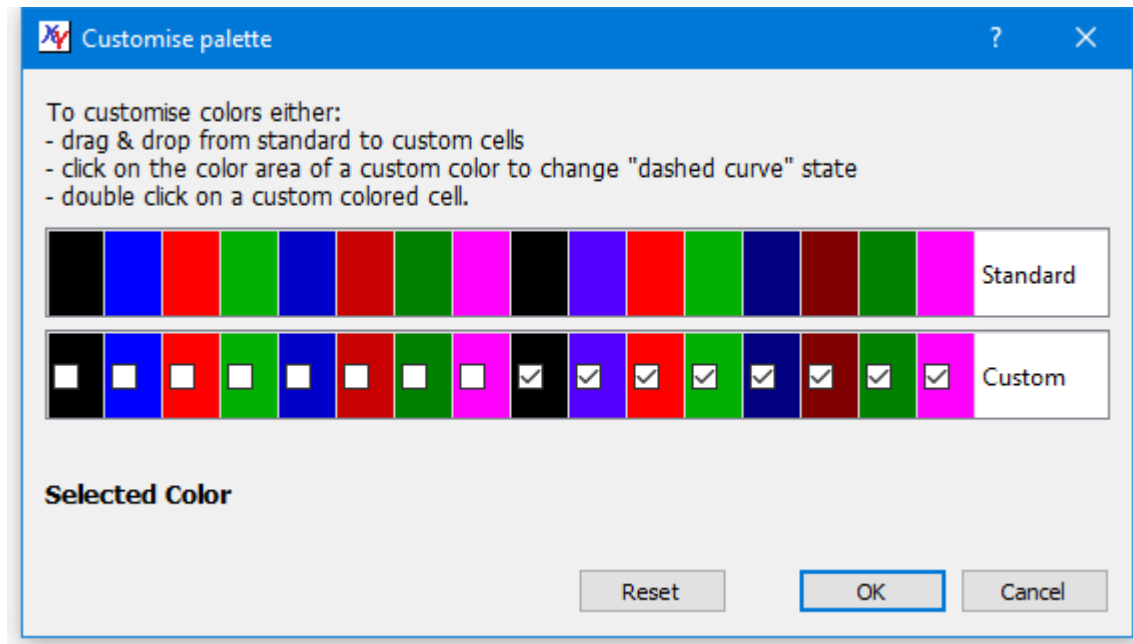 XY Customise palette ?
To customise colors either:
- drag & drop from standard to custom cells
- click on the color area of a custom color to change "dashed curve" state
- double click on a custom colored cell.
Standard
Custom
Selected Color
Reset OK Cancel